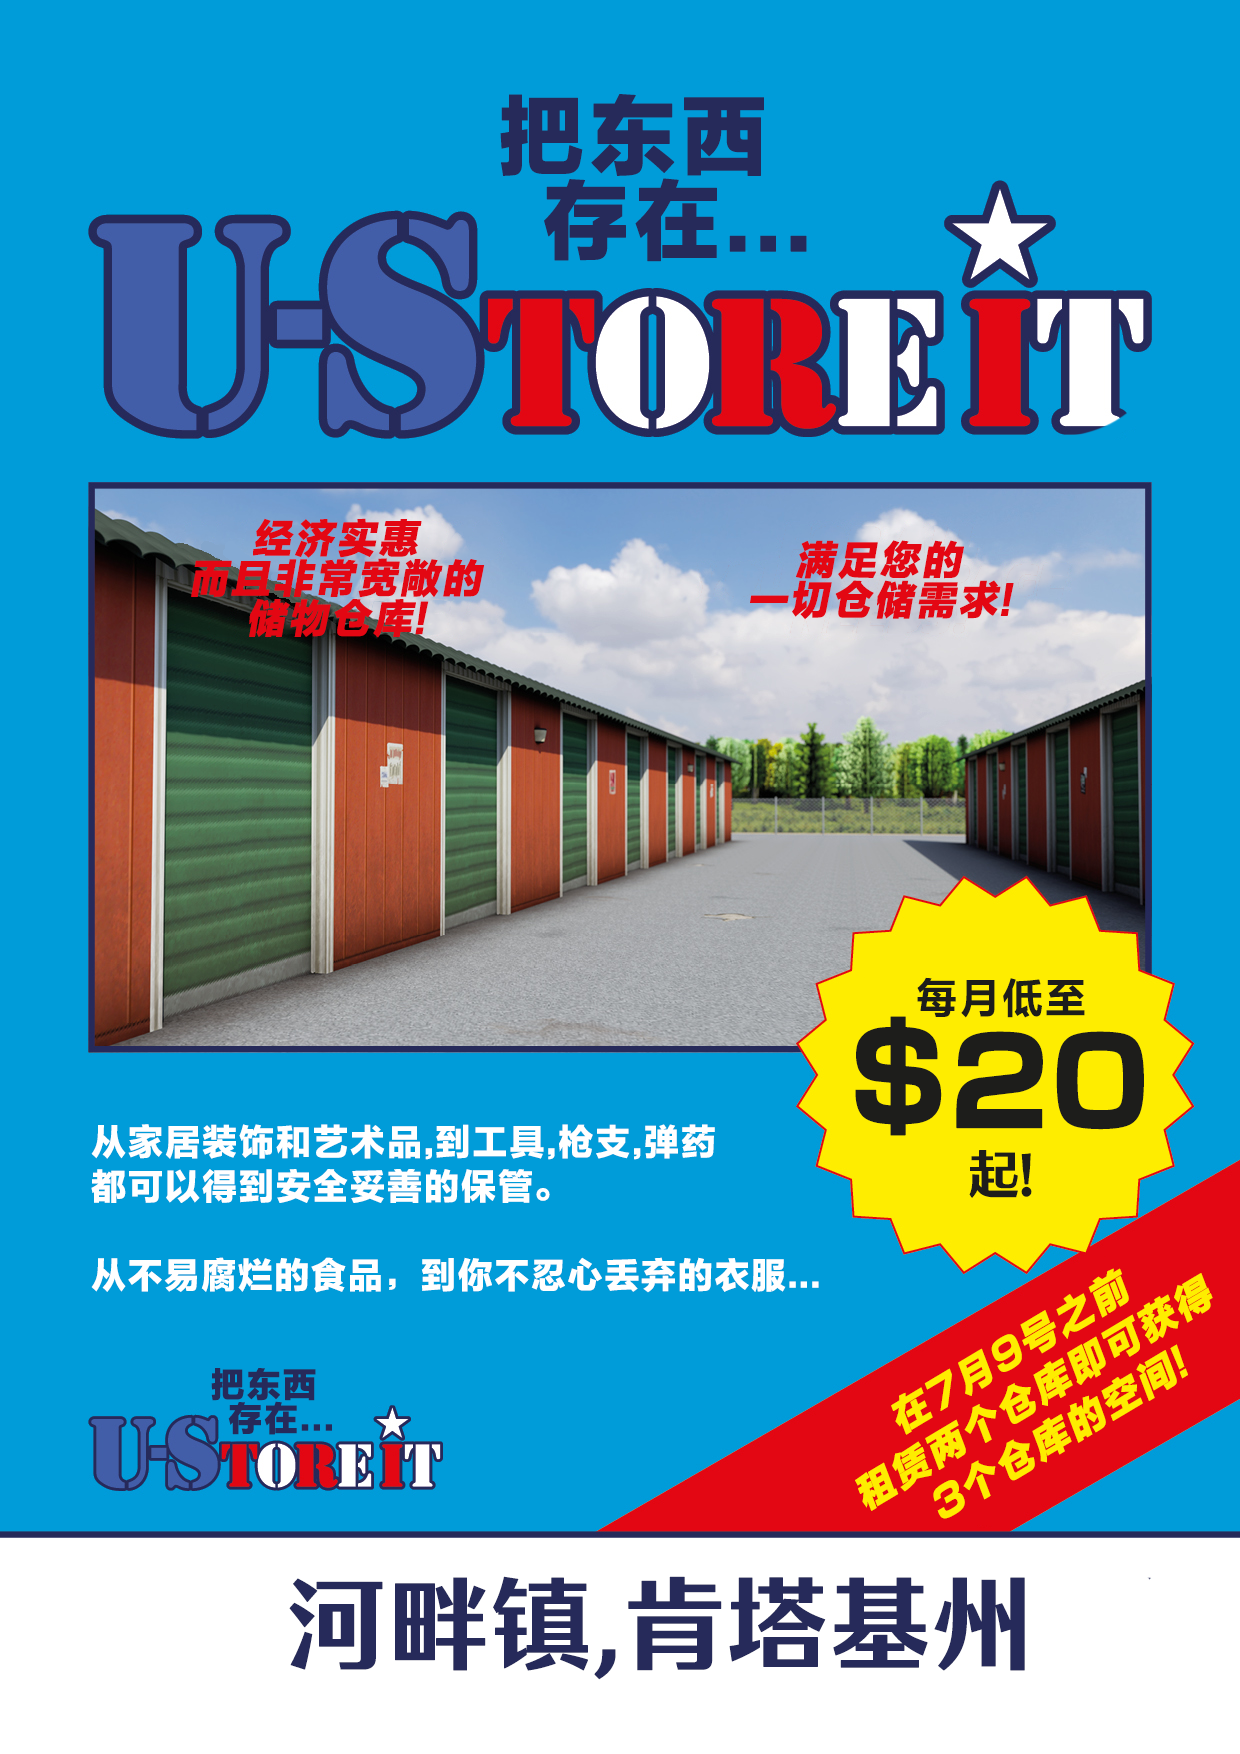 把东西
存在...
U-STORE IT
经济实惠
而且非常宽敞的
储物仓库!
满足您的
一切仓储需求!
每月低至
$20
起!
从家居装饰和艺术品,到工具,枪支,弹药
都可以得到安全妥善的保管。
从不易腐烂的食品，到你不忍心丢弃的衣服...
在7月9号之前
租赁两个仓库即可获得
3个仓库的空间!
把东西
存在...
U-STORE IT
河畔镇,肯塔基州